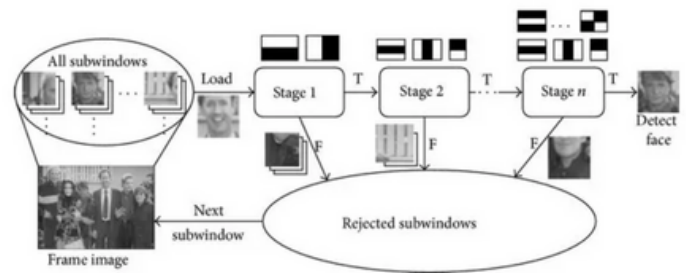 All subwindows
. . .
Load
Stage 1
T
Stage 2
T
. . .
Stage n
T
Detect
face
F
F
F
Rejected subwindows
Next
subwindow
Frame image